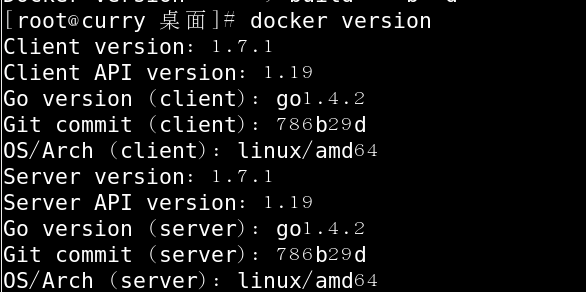 [root@curry 桌面]# docker version
Client version: 1.7.1
Client API version: 1.19
Go version (client): go1.4.2
Git commit (client): 786b29d
OS/Arch (client): linux/amd64
Server version: 1.7.1
Server API version: 1.19
Go version (server): go1.4.2
Git commit (server): 786b29d
OS/Arch (server): linux/amd64